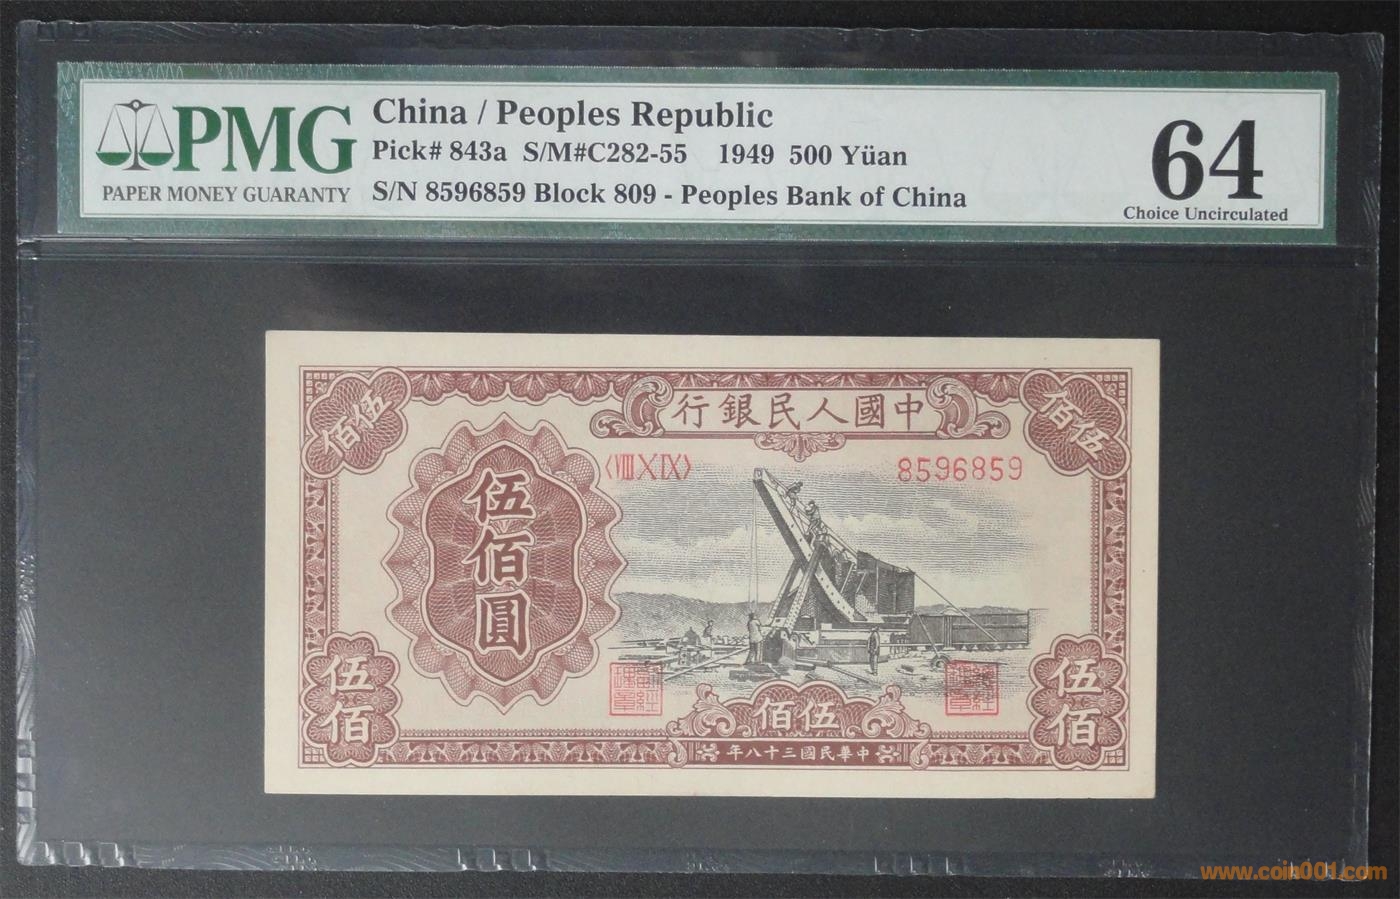 PMG
PAPER MONEY GUARANTY
China / Peoples Republic
Pick# 843a S/M#C282-55 1949 500 Yüan
S/N 8596859 Block 809 - Peoples Bank of China
64
Choice Uncirculated
伍佰
行銀民人國中
佰伍
〈VIIIXIX〉
8596859
伍佰圓
伍佰
佰伍
伍佰
年八十三國民華中
www.coin001.com